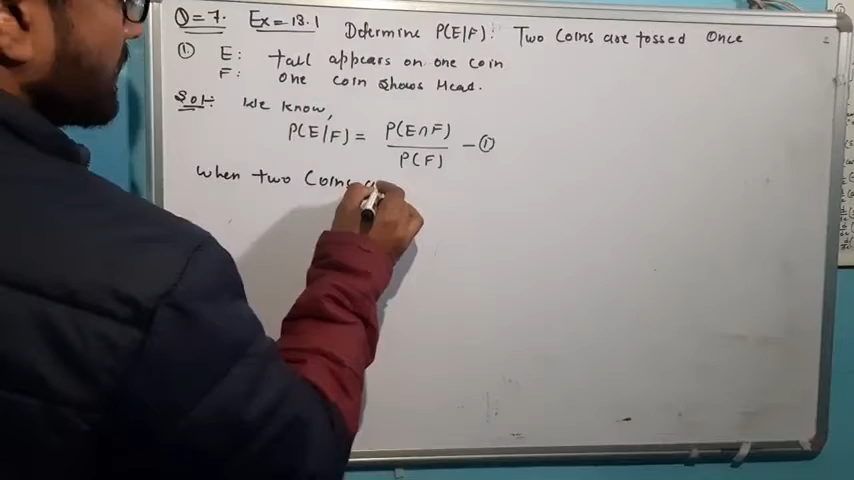 Q=7. Ex=13.1 Determine P(E|F): Two Coins are tossed Once
① E: tall appears on one coin
F: one coin shows Head.
Sol: We know,
P(E|F) = P(E∩F) / P(F) — ①
when two Coins